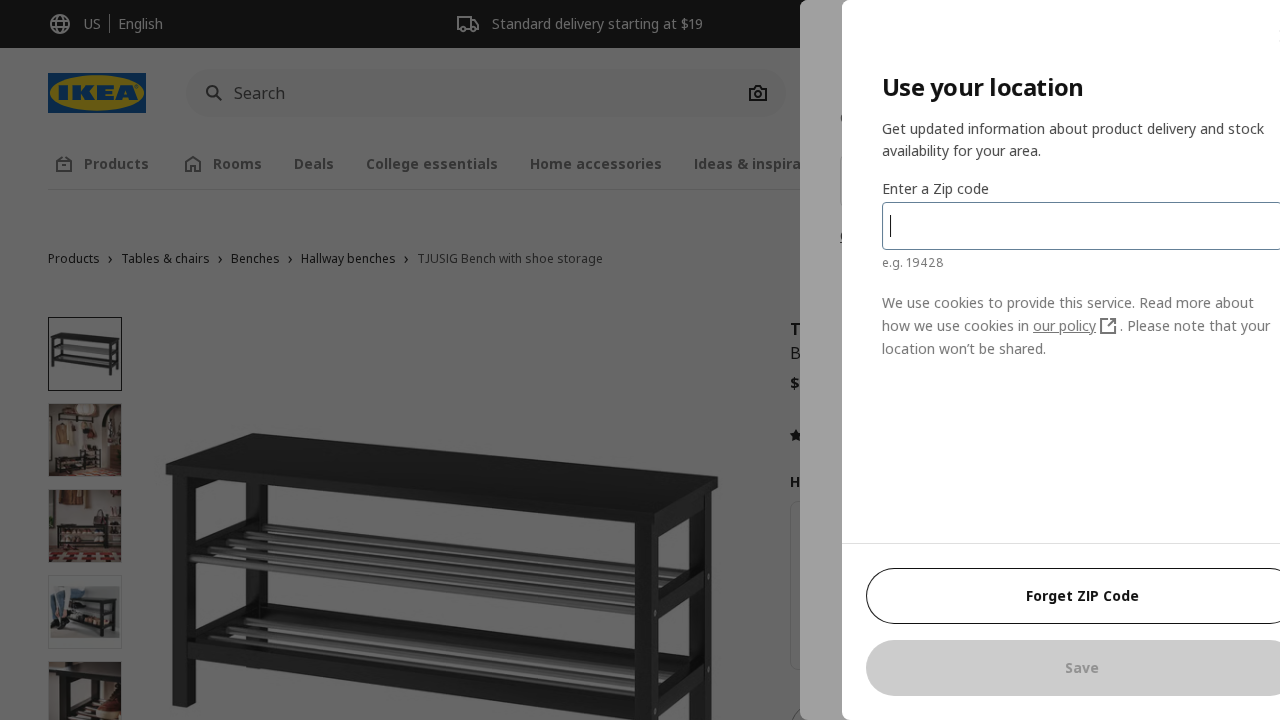 US
English
Standard delivery starting at $19
IKEA
Search
Products
Rooms
Deals
College essentials
Home accessories
Ideas & inspira
Products › Tables & chairs › Benches › Hallway benches › TJUSIG Bench with shoe storage
T
B
$
H
Use your location
Get updated information about product delivery and stock
availability for your area.
Enter a Zip code
e.g. 19428
We use cookies to provide this service. Read more about
how we use cookies in our policy . Please note that your
location won’t be shared.
Forget ZIP Code
Save